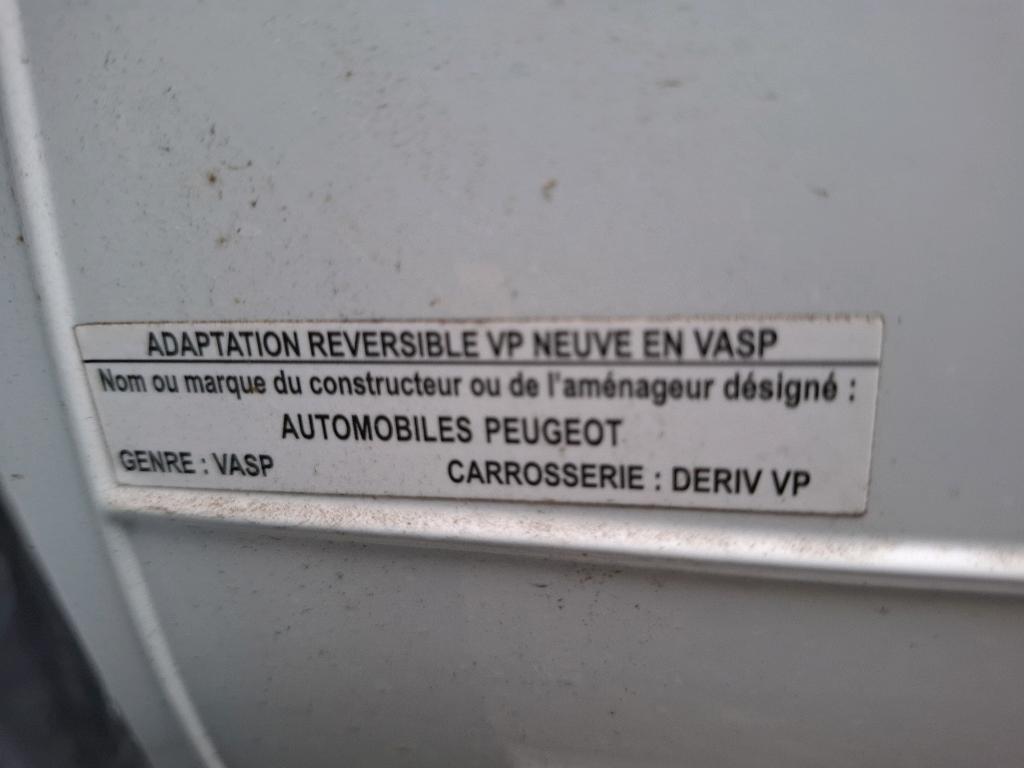 ADAPTATION REVERSIBLE VP NEUVE EN VASP
Nom ou marque du constructeur ou de l'aménageur désigné :
AUTOMOBILES PEUGEOT
GENRE : VASP CARROSSERIE : DERIV VP